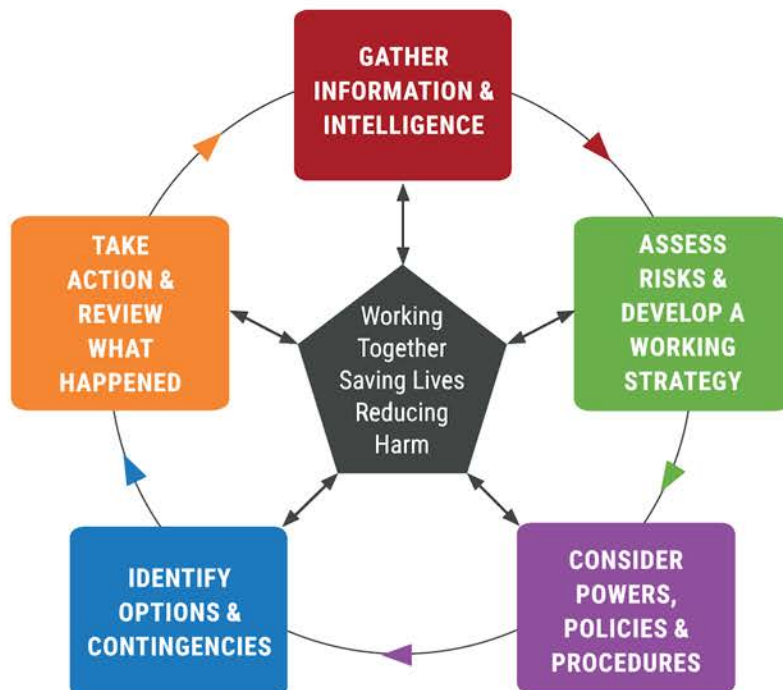 GATHER
INFORMATION &
INTELLIGENCE
ASSESS
RISKS &
DEVELOP A
WORKING
STRATEGY
CONSIDER
POWERS,
POLICIES &
PROCEDURES
IDENTIFY
OPTIONS &
CONTINGENCIES
TAKE
ACTION &
REVIEW
WHAT
HAPPENED
Working
Together
Saving Lives
Reducing
Harm